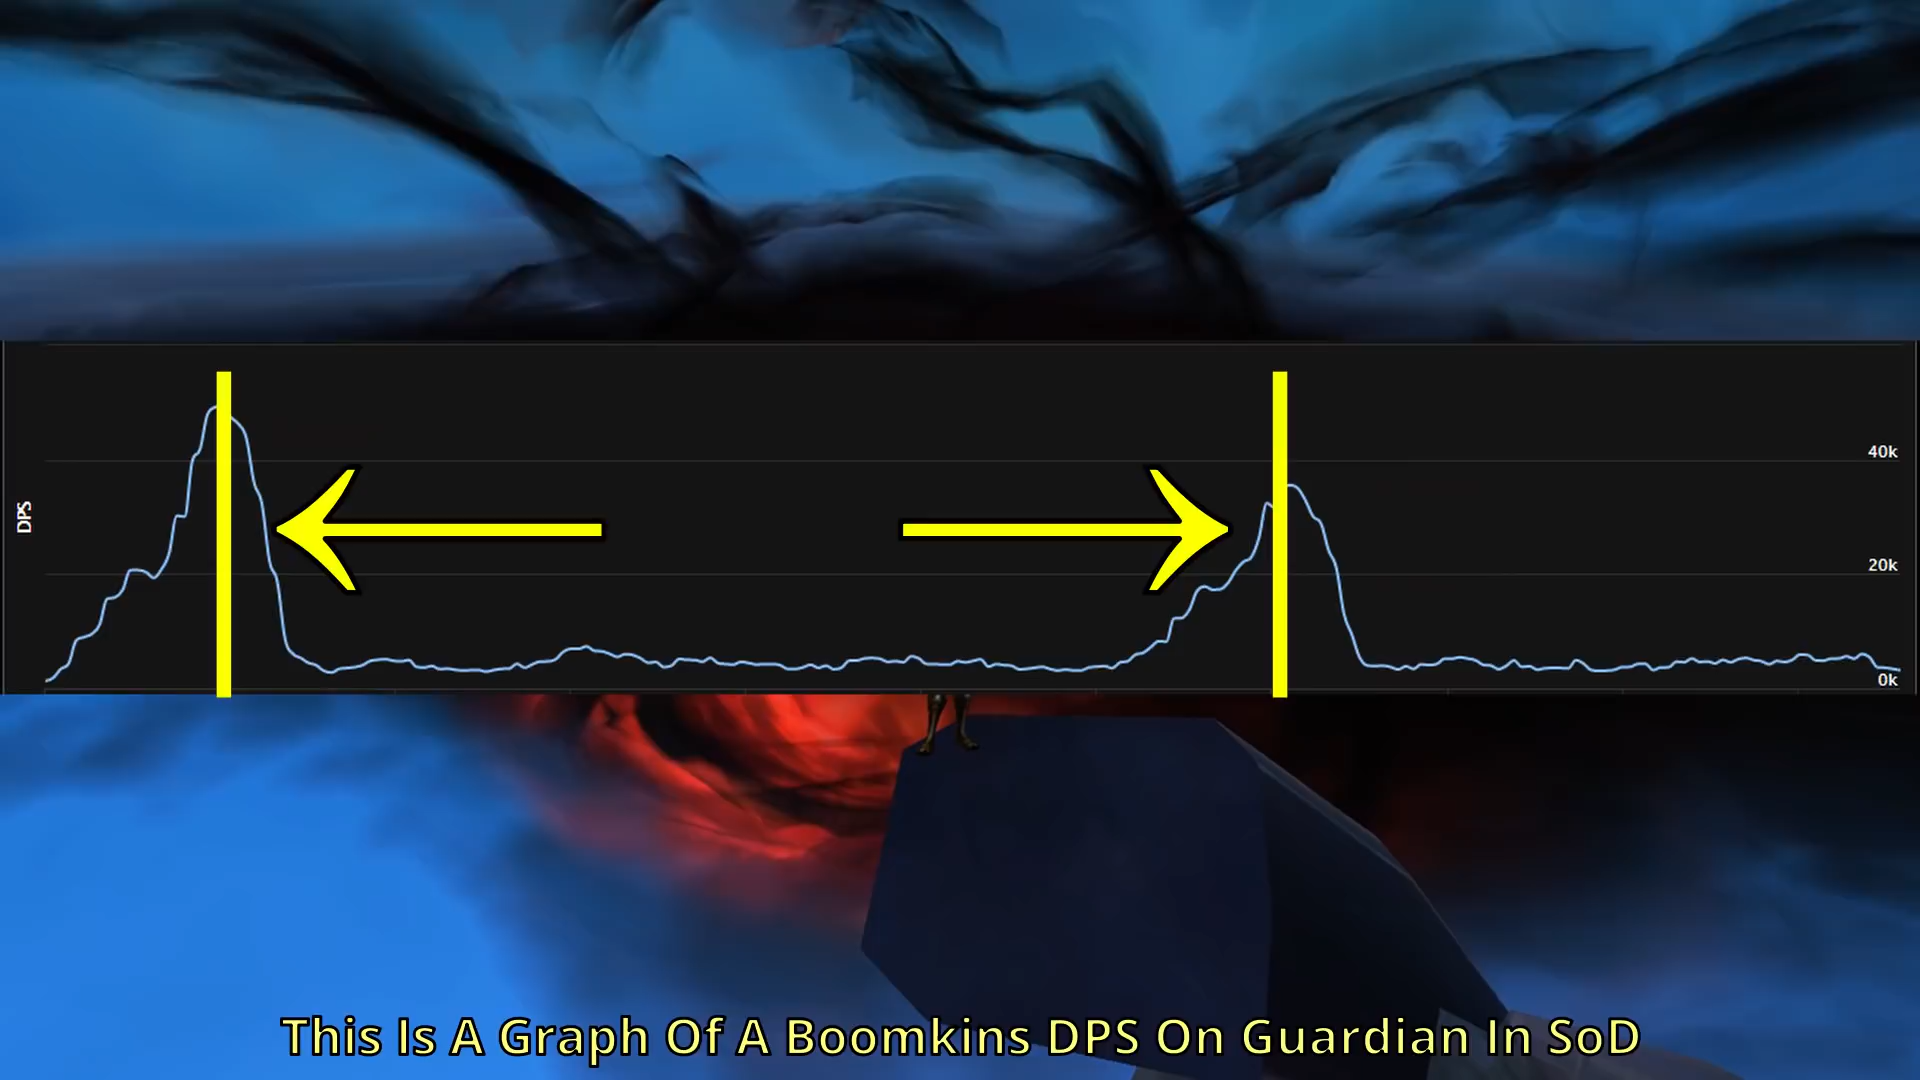 40k
DPS
20k
0k
This Is A Graph Of A Boomkins DPS On Guardian In SoD